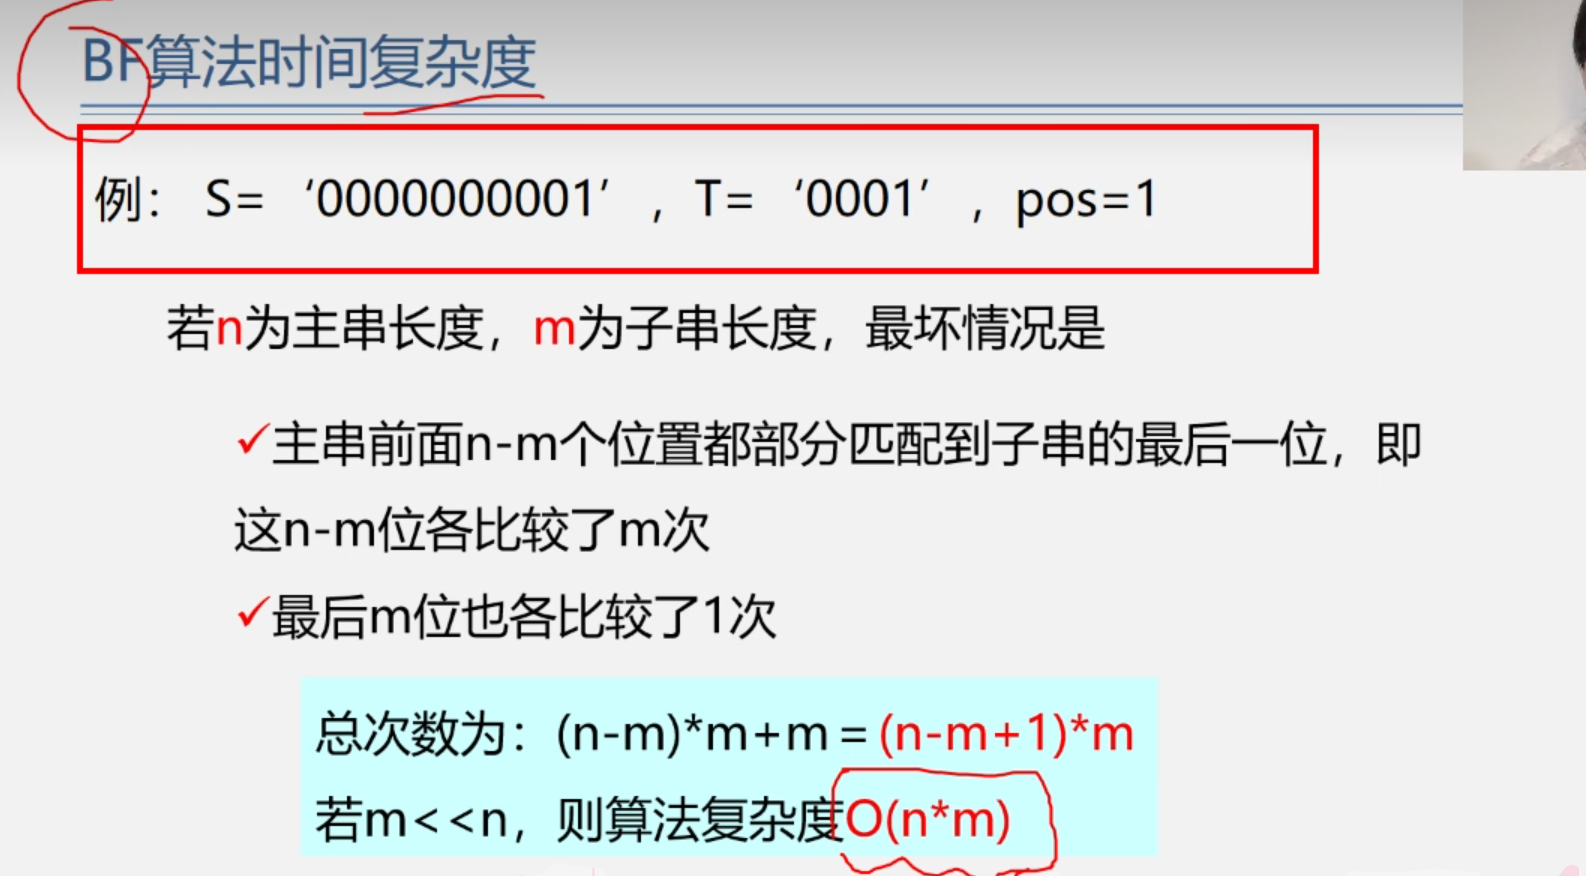 BF算法时间复杂度
例： S= ‘0000000001’ ，T= ‘0001’ ，pos=1
若n为主串长度，m为子串长度，最坏情况是
✓主串前面n-m个位置都部分匹配到子串的最后一位，即
这n-m位各比较了m次
✓最后m位也各比较了1次
总次数为：(n-m)*m+m=(n-m+1)*m
若m<<n，则算法复杂度O(n*m)